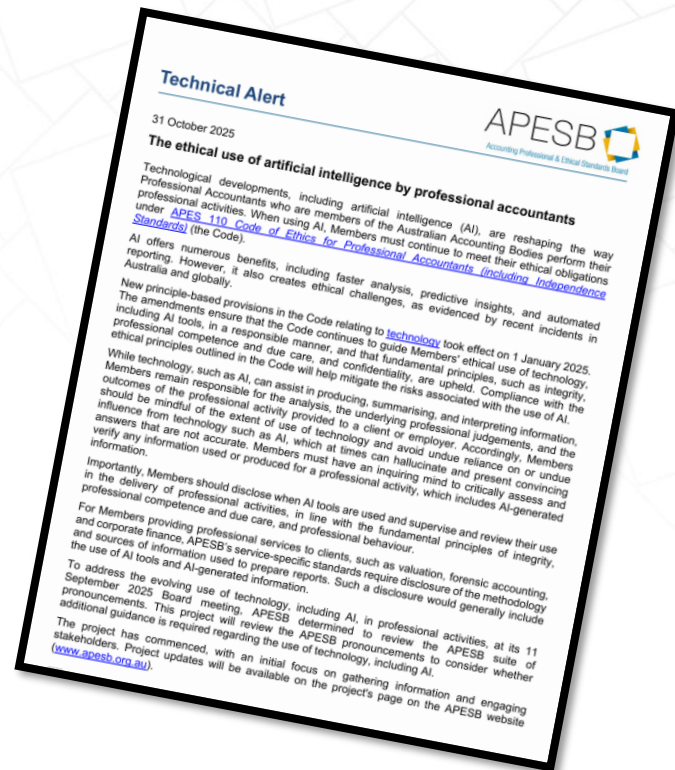 Technical Alert
APESB
Accounting Professional & Ethical Standards Board
31 October 2025
The ethical use of artificial intelligence by professional accountants
Technological developments, including artificial intelligence (AI), are reshaping the way
Professional Accountants who are members of the Australian Accounting Bodies perform their
professional activities. When using AI, Members must continue to meet their ethical obligations
under APES 110 Code of Ethics for Professional Accountants (including Independence
Standards) (the Code).
AI offers numerous benefits, including faster analysis, predictive insights, and automated
reporting. However, it also creates ethical challenges, as evidenced by recent incidents in
Australia and globally.
New principle-based provisions in the Code relating to technology took effect on 1 January 2025.
The amendments ensure that the Code continues to guide Members' ethical use of technology,
including AI tools, in a responsible manner, and that fundamental principles, such as integrity,
professional competence and due care, and confidentiality, are upheld. Compliance with the
ethical principles outlined in the Code will help mitigate the risks associated with the use of AI.
While technology, such as AI, can assist in producing, summarising, and interpreting information,
Members remain responsible for the analysis, the underlying professional judgements, and the
outcomes of the professional activity provided to a client or employer. Accordingly, Members
should be mindful of the extent of use of technology and avoid undue reliance on or undue
influence from technology such as AI, which at times can hallucinate and present convincing
answers that are not accurate. Members must have an inquiring mind to critically assess and
verify any information used or produced for a professional activity, which includes AI-generated
information.
Importantly, Members should disclose when AI tools are used and supervise and review their use
in the delivery of professional activities, in line with the fundamental principles of integrity,
professional competence and due care, and professional behaviour.
For Members providing professional services to clients, such as valuation, forensic accounting,
and corporate finance, APESB's service-specific standards require disclosure of the methodology
and sources of information used to prepare reports. Such a disclosure would generally include
the use of AI tools and AI-generated information.
To address the evolving use of technology, including AI, in professional activities, at its 11
September 2025 Board meeting, APESB determined to review the APESB suite of
pronouncements. This project will review the APESB pronouncements to consider whether
additional guidance is required regarding the use of technology, including AI.
The project has commenced, with an initial focus on gathering information and engaging
stakeholders. Project updates will be available on the project's page on the APESB website
(www.apesb.org.au).